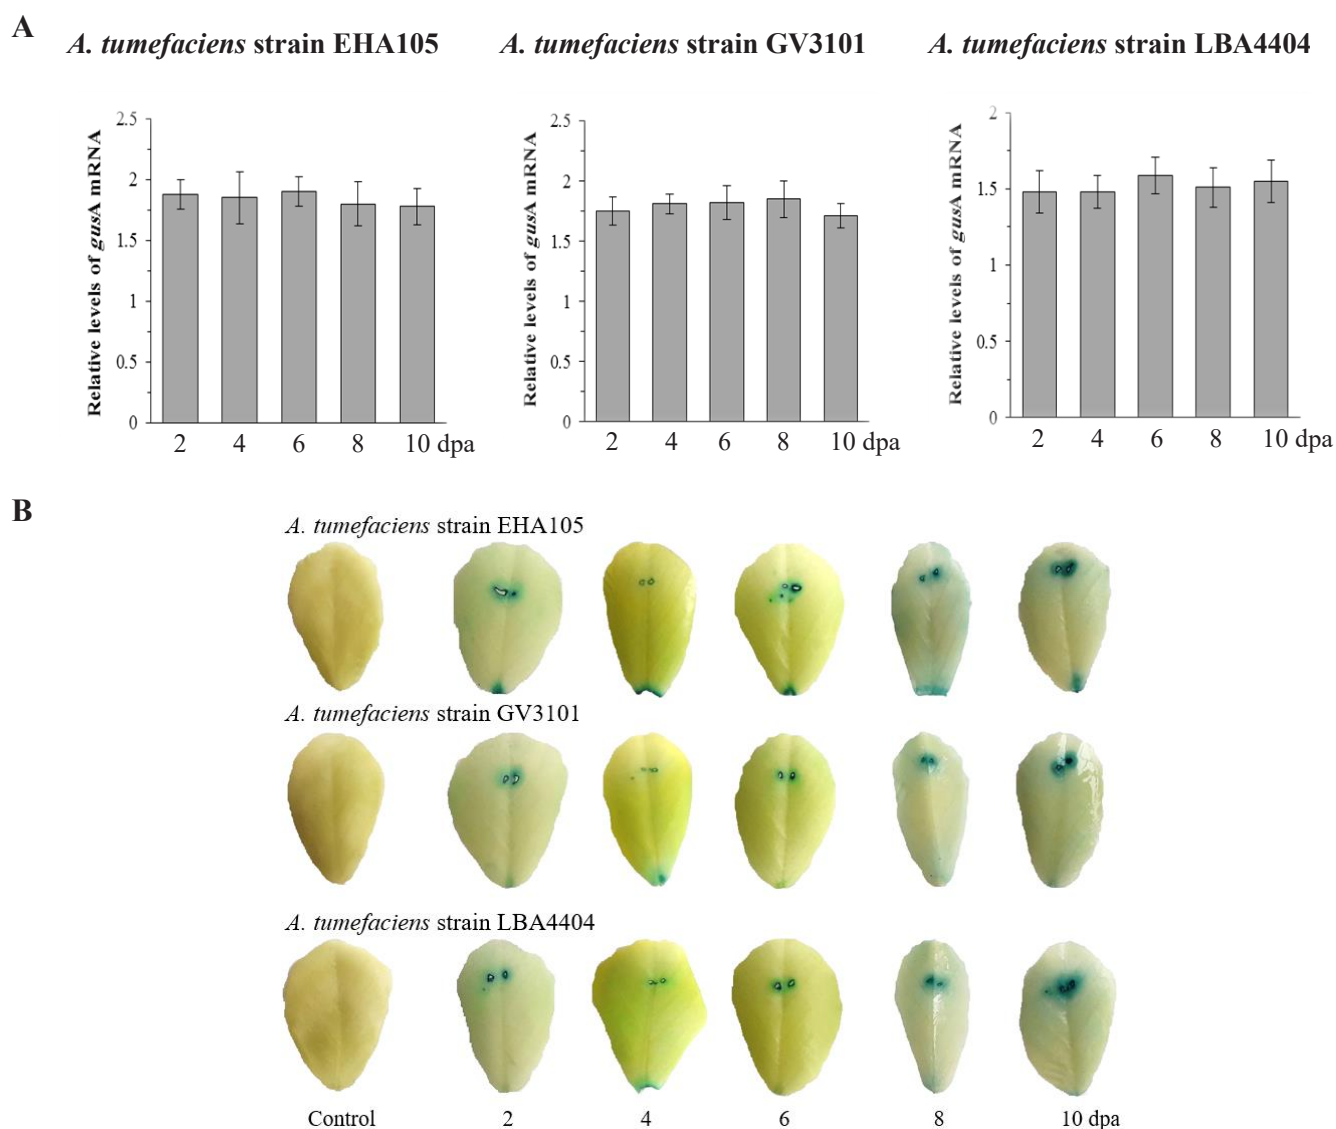 A
A. tumefaciens strain EHA105
A. tumefaciens strain GV3101
A. tumefaciens strain LBA4404
Relative levels of gusA mRNA
2.5
2
1.5
1
0.5
0
2 4 6 8 10 dpa
Relative levels of gusA mRNA
2.5
2
1.5
1
0.5
0
2 4 6 8 10 dpa
Relative levels of gusA mRNA
2
1.5
1
0.5
0
2 4 6 8 10 dpa
B
A. tumefaciens strain EHA105
A. tumefaciens strain GV3101
A. tumefaciens strain LBA4404
Control 2 4 6 8 10 dpa